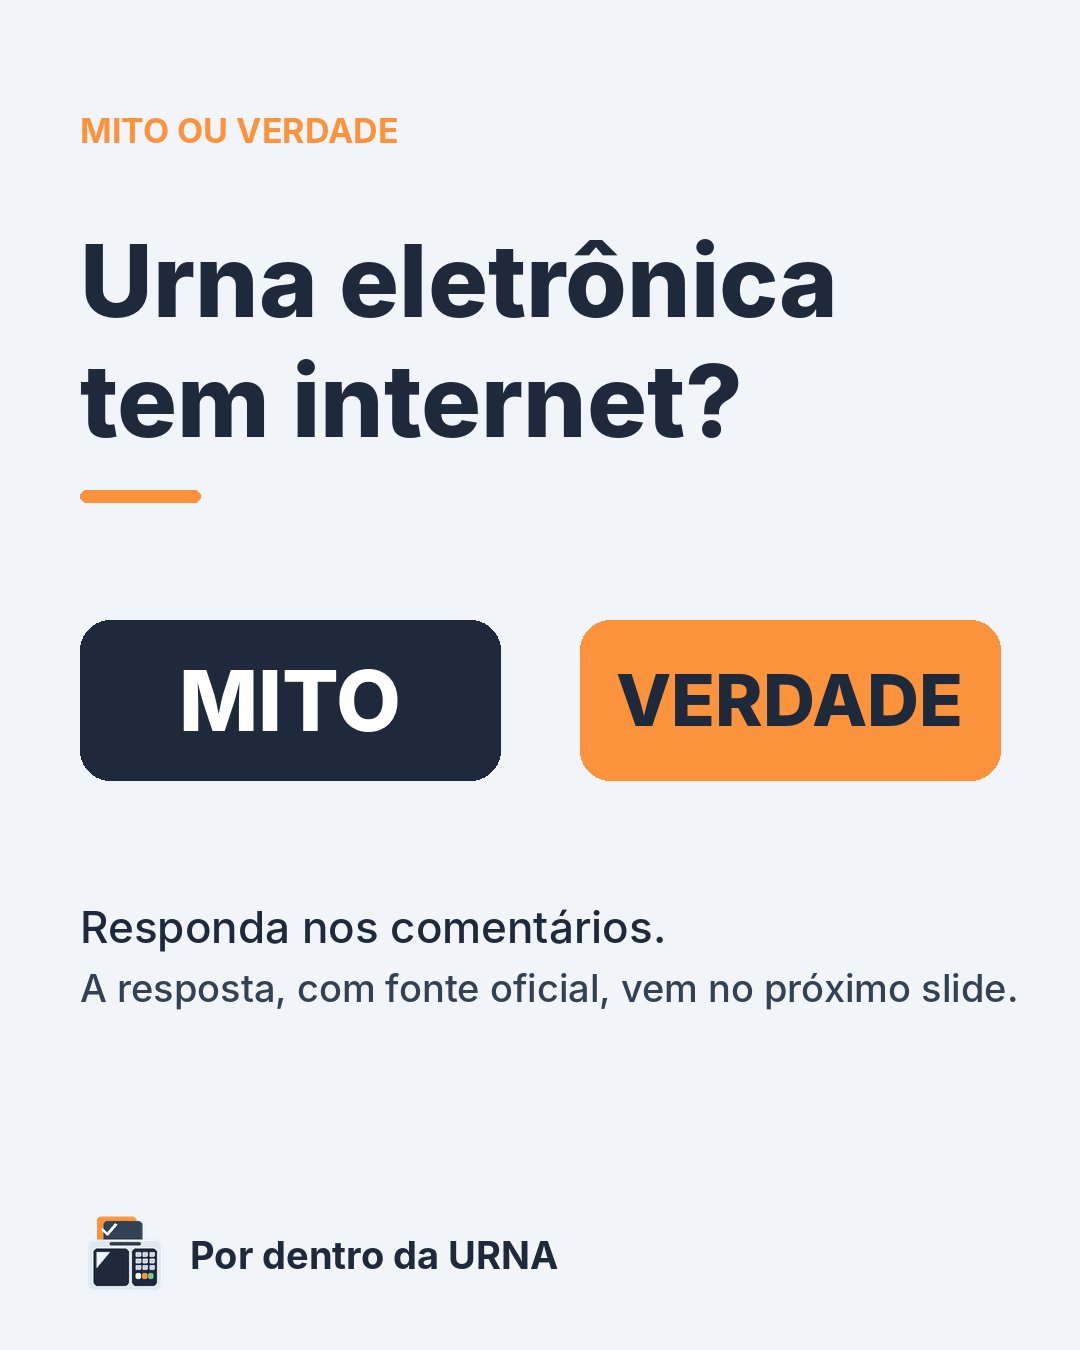 MITO OU VERDADE
Urna eletrônica
tem internet?
MITO
VERDADE
Responda nos comentários.
A resposta, com fonte oficial, vem no próximo slide.
Por dentro da URNA